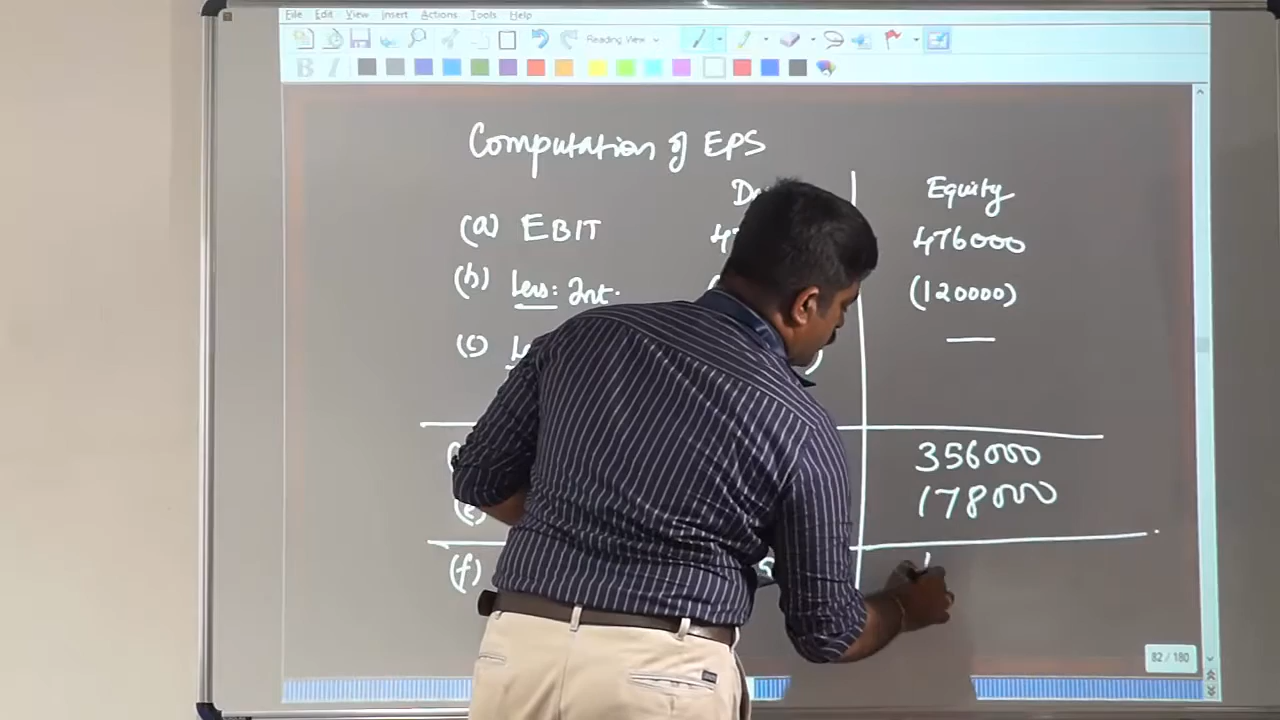 File Edit View Insert Actions Tools Help
Reading View
Computation of EPS
Equity
(a) EBIT 476000
(b) Less: Int. (120000)
(c) —
356000
178000
(f)
82 / 180